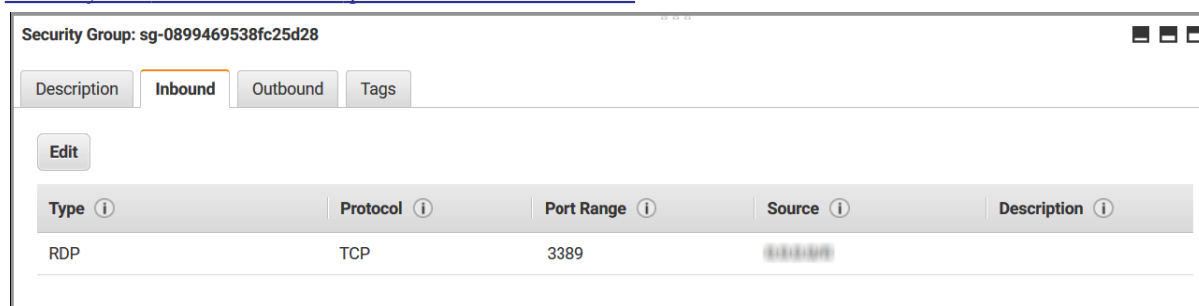 Security Group: sg-0899469538fc25d28
Description Inbound Outbound Tags
Edit
Type Protocol Port Range Source Description
RDP TCP 3389